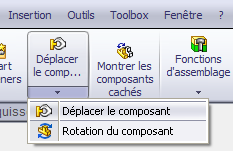 Insertion Outils Toolbox Fenêtre ?
art
ners
Déplacer
le comp...
Montrer les
composants
cachés
Fonctions
d'assemblage
quiss
Déplacer le composant
Rotation du composant